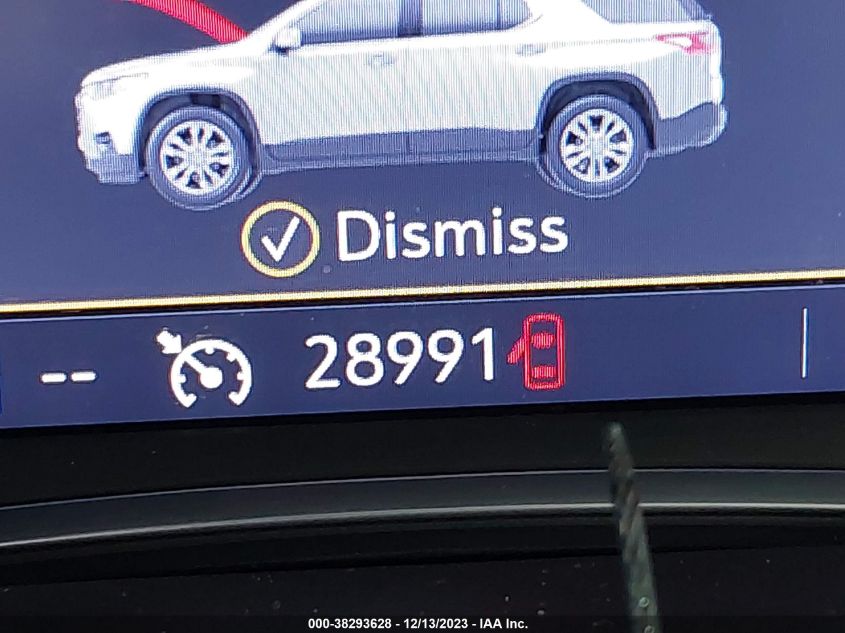 Dismiss
-- 28991
000-38293628 - 12/13/2023 - IAA Inc.